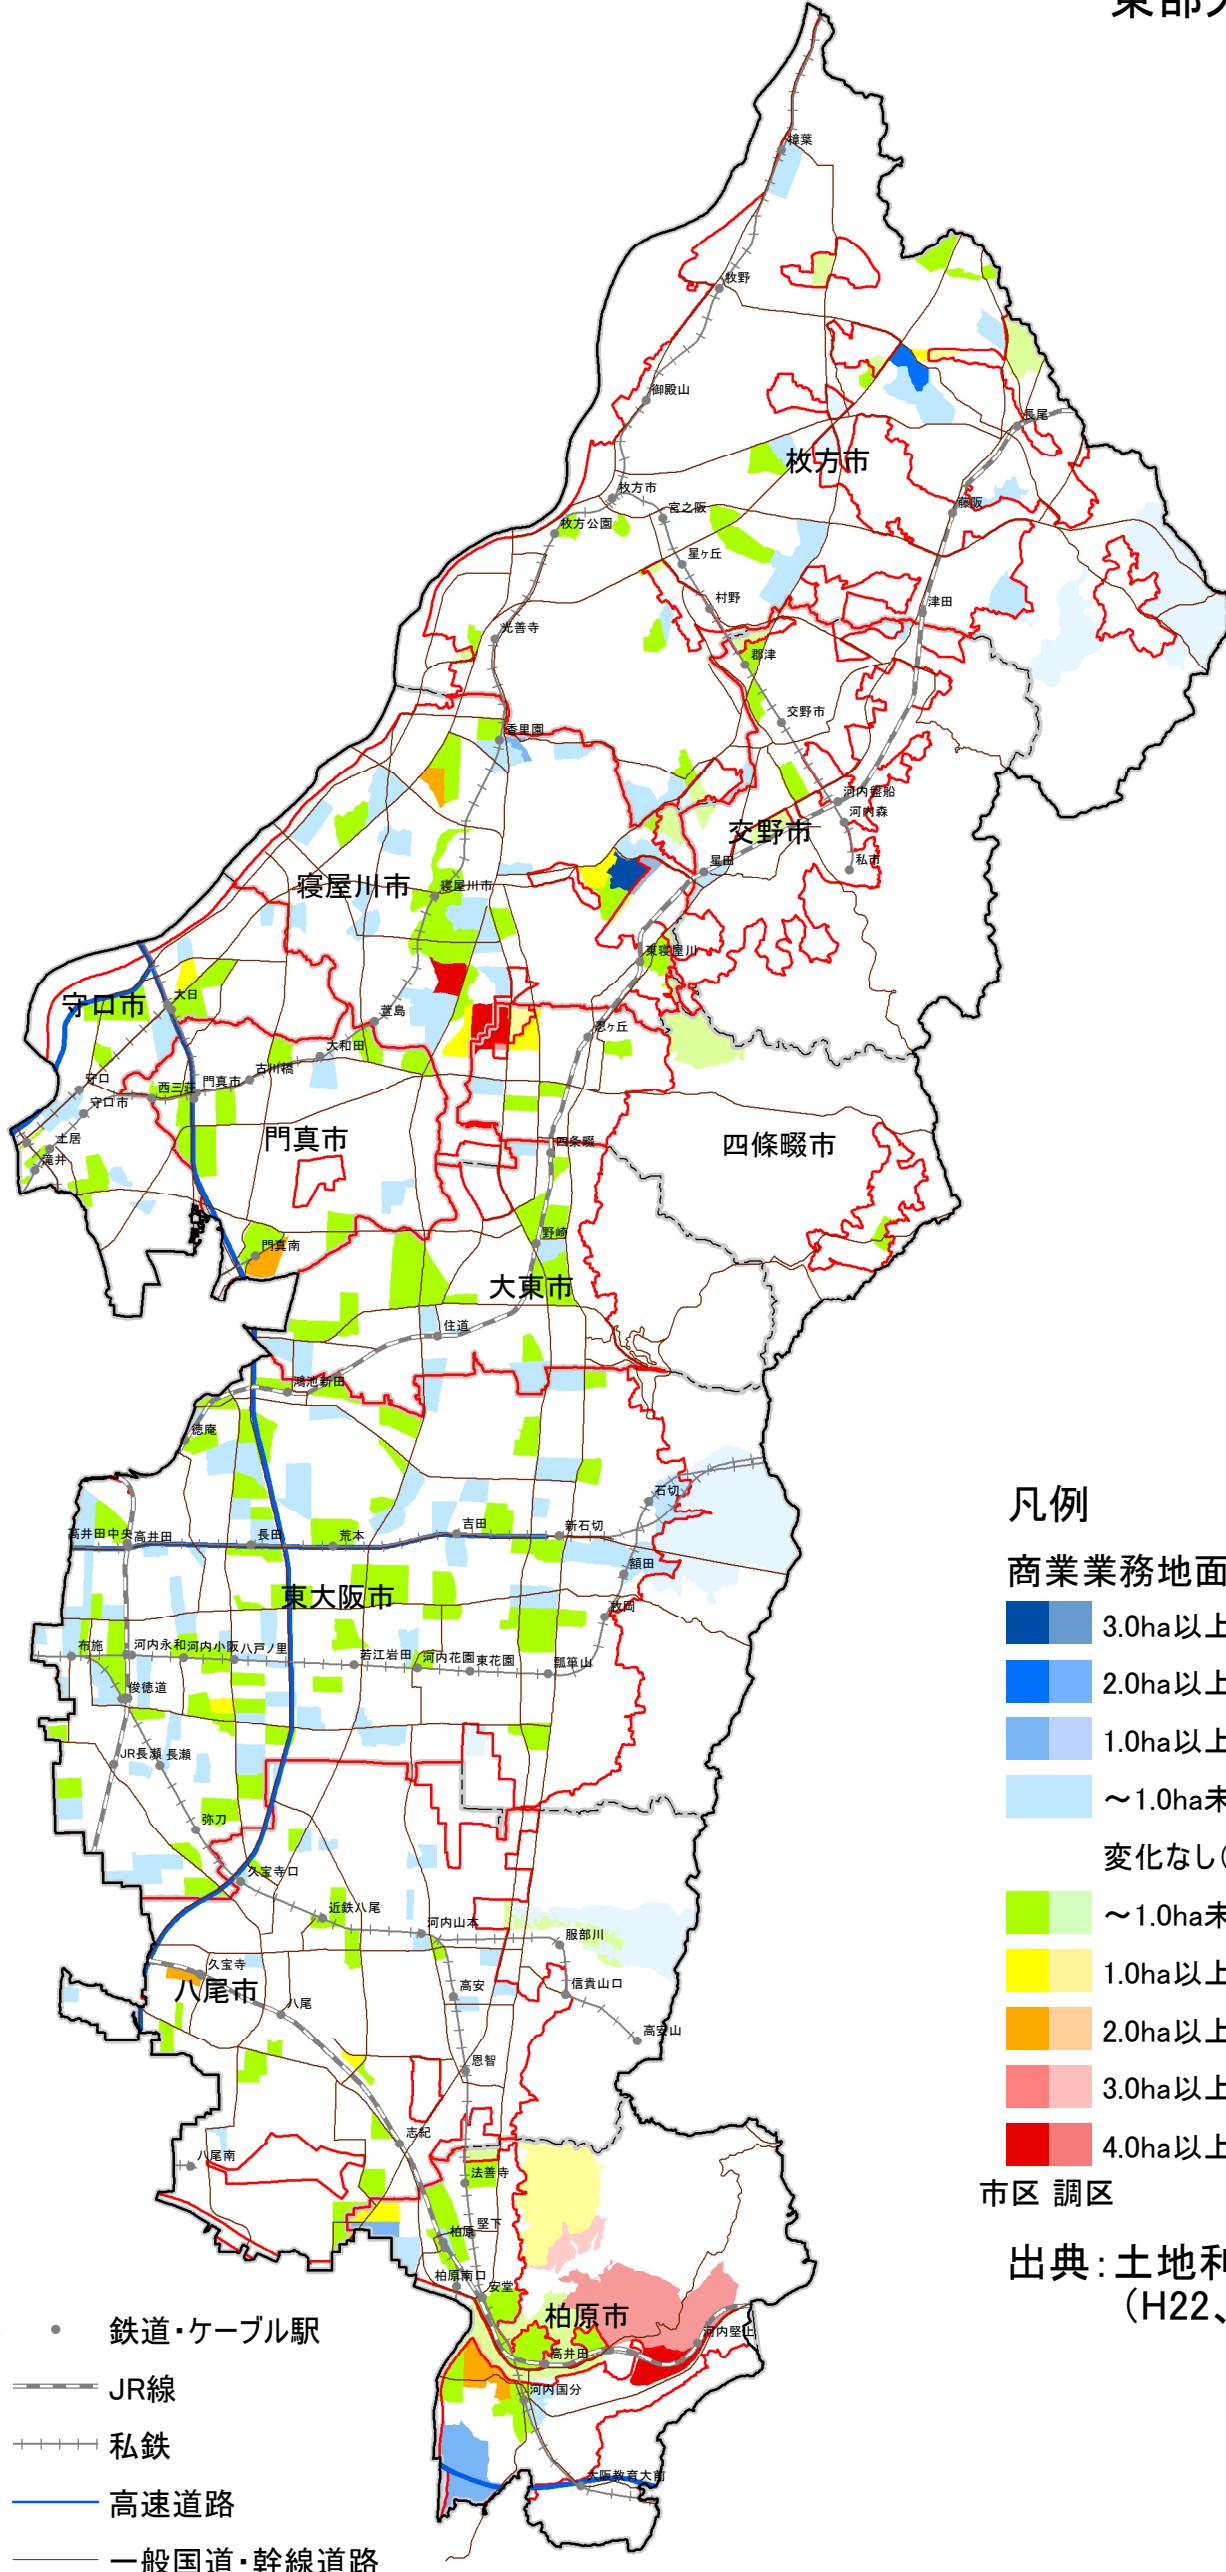 東部大
樟葉
牧野
御殿山
長尾
枚方市
枚方市
藤阪
宮之阪
枚方公園
星ヶ丘
村野
津田
光善寺
郡津
交野市
香里園
河内磐船
河内森
交野市
星田
私市
寝屋川市
寝屋川市
東寝屋川
大日
守口市
萱島
忍ヶ丘
大和田
古川橋
門真市
西三荘
守口
守口市
土居
滝井
門真市
四条畷
四條畷市
門真南
野崎
大東市
住道
鴻池新田
徳庵
石切
高井田中央
高井田
長田
荒本
吉田
新石切
額田
東大阪市
枚岡
布施
河内永和
河内小阪
八戸ノ里
若江岩田
河内花園
東花園
瓢箪山
俊徳道
JR長瀬
長瀬
弥刀
久宝寺口
近鉄八尾
河内山本
服部川
久宝寺
八尾市
八尾
高安
信貴山口
高安山
恩智
志紀
八尾南
法善寺
堅下
柏原
柏原南口
安堂
柏原市
河内堅上
高井田
河内国分
大阪教育大前
凡例
商業業務地面
3.0ha以上
2.0ha以上
1.0ha以上
～1.0ha未
変化なし(
～1.0ha未
1.0ha以上
2.0ha以上
3.0ha以上
4.0ha以上
市区 調区
出典:土地利
(H22、
鉄道・ケーブル駅
JR線
私鉄
高速道路
一般国道・幹線道路